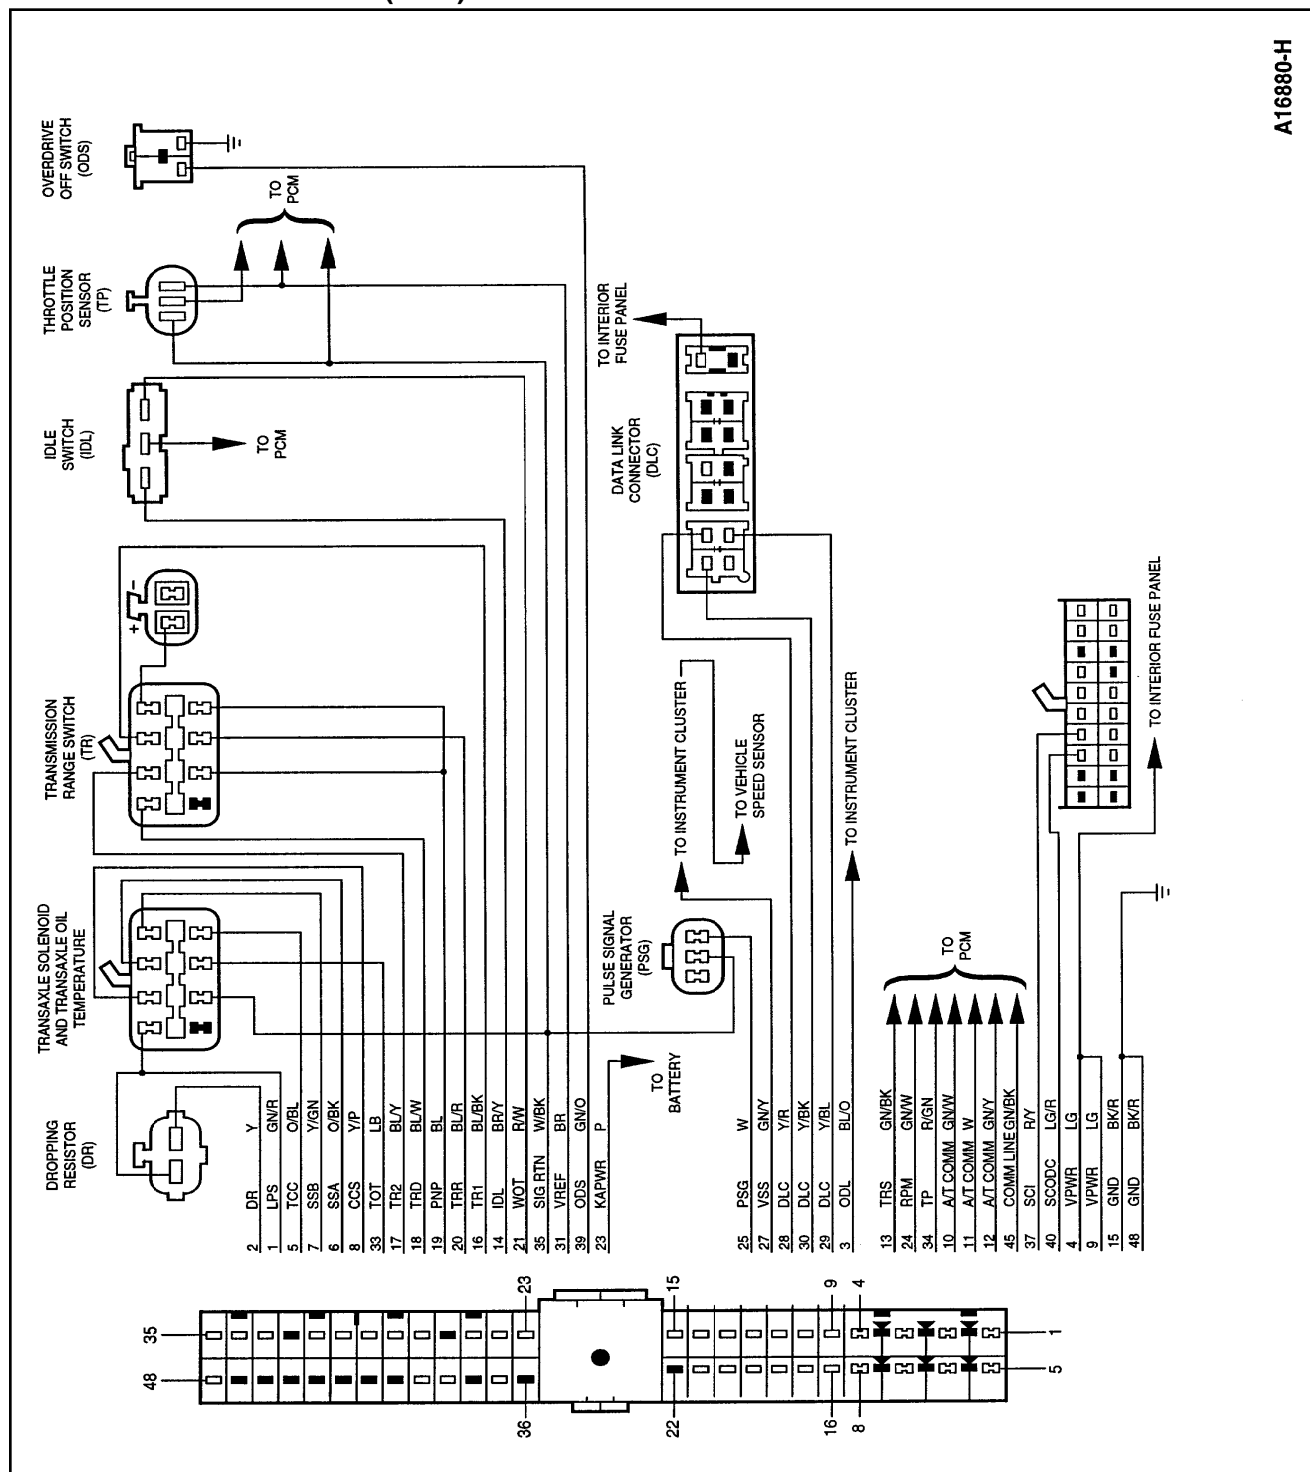 A16880-H
OVERDRIVE
OFF SWITCH
(ODS)
TO
PCM
THROTTLE
POSITION
SENSOR
(TP)
IDLE
SWITCH
(IDL)
TO
PCM
+
-
TRANSMISSION
RANGE SWITCH
(TR)
TRANSAXLE SOLENOID
AND TRANSAXLE OIL
TEMPERATURE
DROPPING
RESISTOR
(DR)
TO INTERIOR
FUSE PANEL
DATA LINK
CONNECTOR
(DLC)
TO INSTRUMENT CLUSTER
TO VEHICLE
SPEED SENSOR
PULSE SIGNAL
GENERATOR
(PSG)
TO
BATTERY
TO INSTRUMENT CLUSTER
TO
PCM
TO INTERIOR FUSE PANEL
2 DR Y
1 LPS GN/R
5 TCC O/BL
7 SSB Y/GN
6 SSA O/BK
8 CCS Y/P
33 TOT LB
17 TR2 BL/Y
18 TRD BL/W
19 PNP BL
20 TRR BL/R
16 TR1 BL/BK
14 IDL BR/Y
21 WOT R/W
35 SIG RTN W/BK
31 VREF BR
39 ODS GN/O
23 KAPWR P
25 PSG W
27 VSS GN/Y
28 DLC Y/R
30 DLC Y/BK
29 DLC Y/BL
3 ODL BL/O
13 TRS GN/BK
24 RPM GN/W
34 TP R/GN
10 A/T COMM GN/W
11 A/T COMM W
12 A/T COMM GN/Y
45 COMM LINE GN/BK
37 SCI R/Y
40 SCODC LG/R
4 VPWR LG
9 VPWR LG
15 GND BK/R
48 GND BK/R
35
23
15
9
4
1
48
36
22
16
8
5